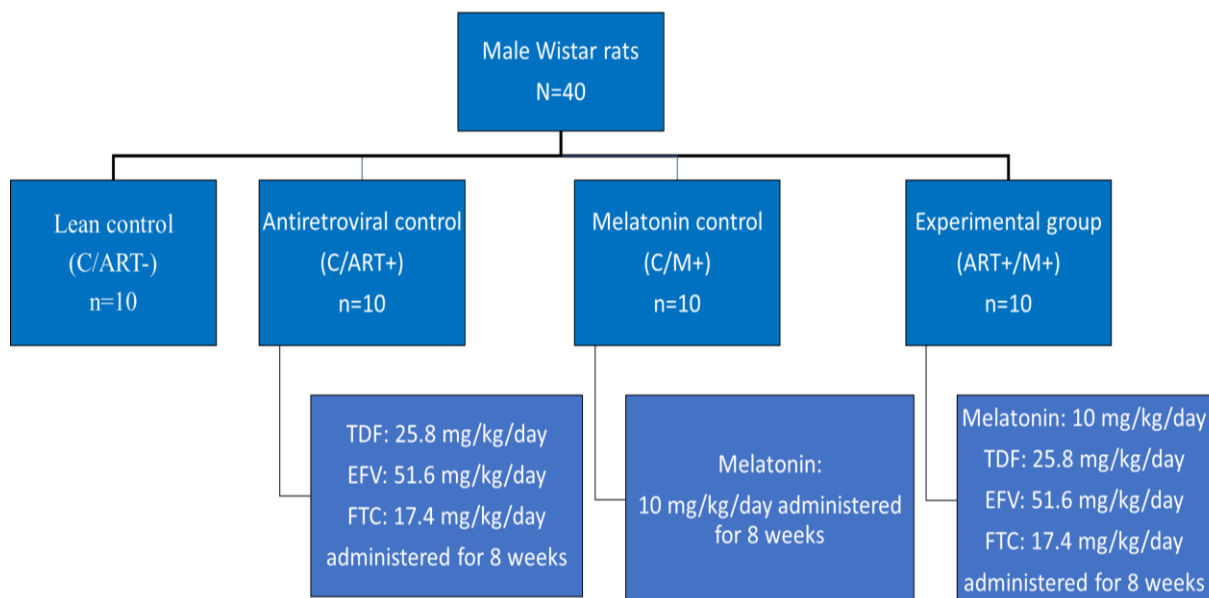 Male Wistar rats
N=40
Lean control
(C/ART-)
n=10
Antiretroviral control
(C/ART+)
n=10
Melatonin control
(C/M+)
n=10
Experimental group
(ART+/M+)
n=10
TDF: 25.8 mg/kg/day
EFV: 51.6 mg/kg/day
FTC: 17.4 mg/kg/day
administered for 8 weeks
Melatonin:
10 mg/kg/day administered
for 8 weeks
Melatonin: 10 mg/kg/day
TDF: 25.8 mg/kg/day
EFV: 51.6 mg/kg/day
FTC: 17.4 mg/kg/day
administered for 8 weeks